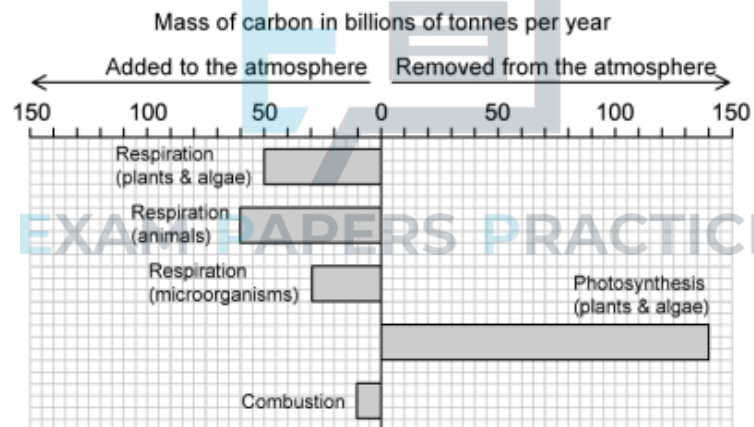 Mass of carbon in billions of tonnes per year
Added to the atmosphere Removed from the atmosphere
150 100 50 0 50 100 150
Respiration
(plants & algae)
Respiration
(animals)
EXAM PAPERS PRACTIC
Respiration
(microorganisms)
Photosynthesis
(plants & algae)
Combustion